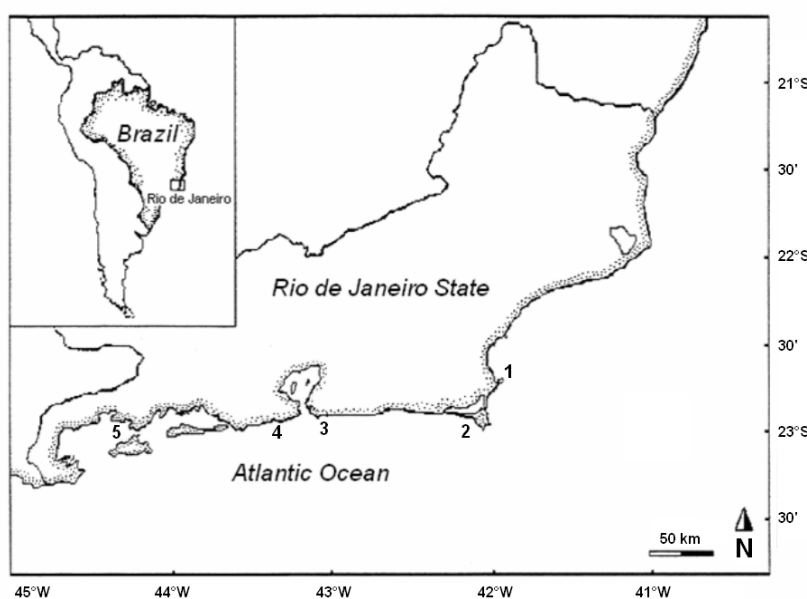 Brazil
Rio de Janeiro
Rio de Janeiro State
Atlantic Ocean
1
2
3
4
5
21°S
30'
22°S
30'
23°S
30'
50 km
N
45°W
44°W
43°W
42°W
41°W